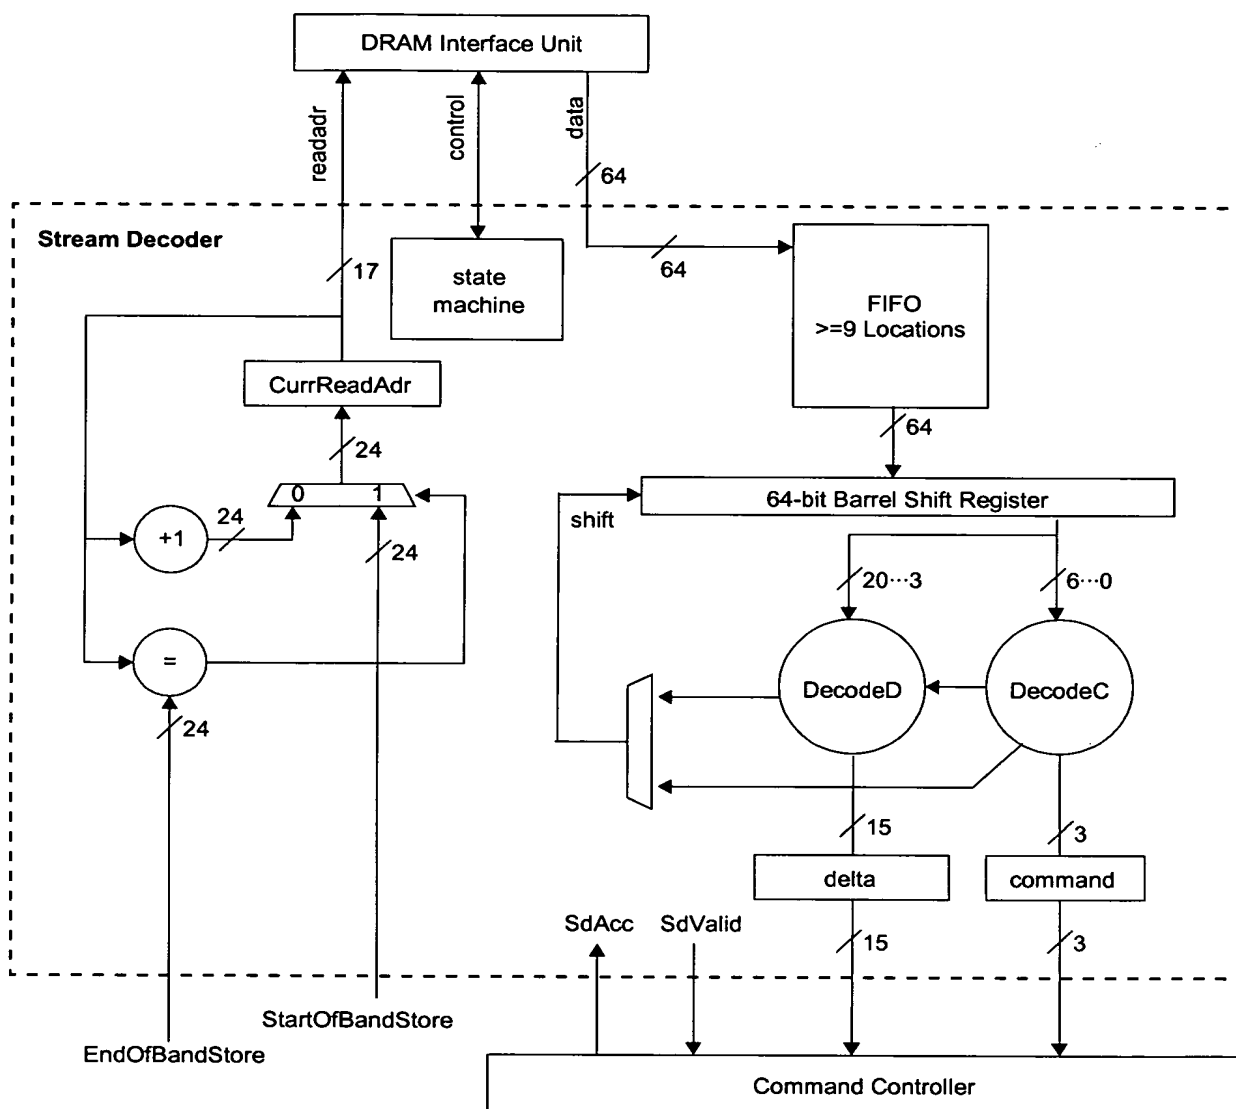 DRAM Interface Unit
readadr
control
data
64
Stream Decoder
17
state
machine
64
FIFO
>=9 Locations
CurrReadAdr
24
64
0 1
64-bit Barrel Shift Register
shift
+1
24
24
20···3
6···0
=
DecodeD
DecodeC
24
15
3
delta
command
SdAcc
SdValid
15
3
StartOfBandStore
EndOfBandStore
Command Controller